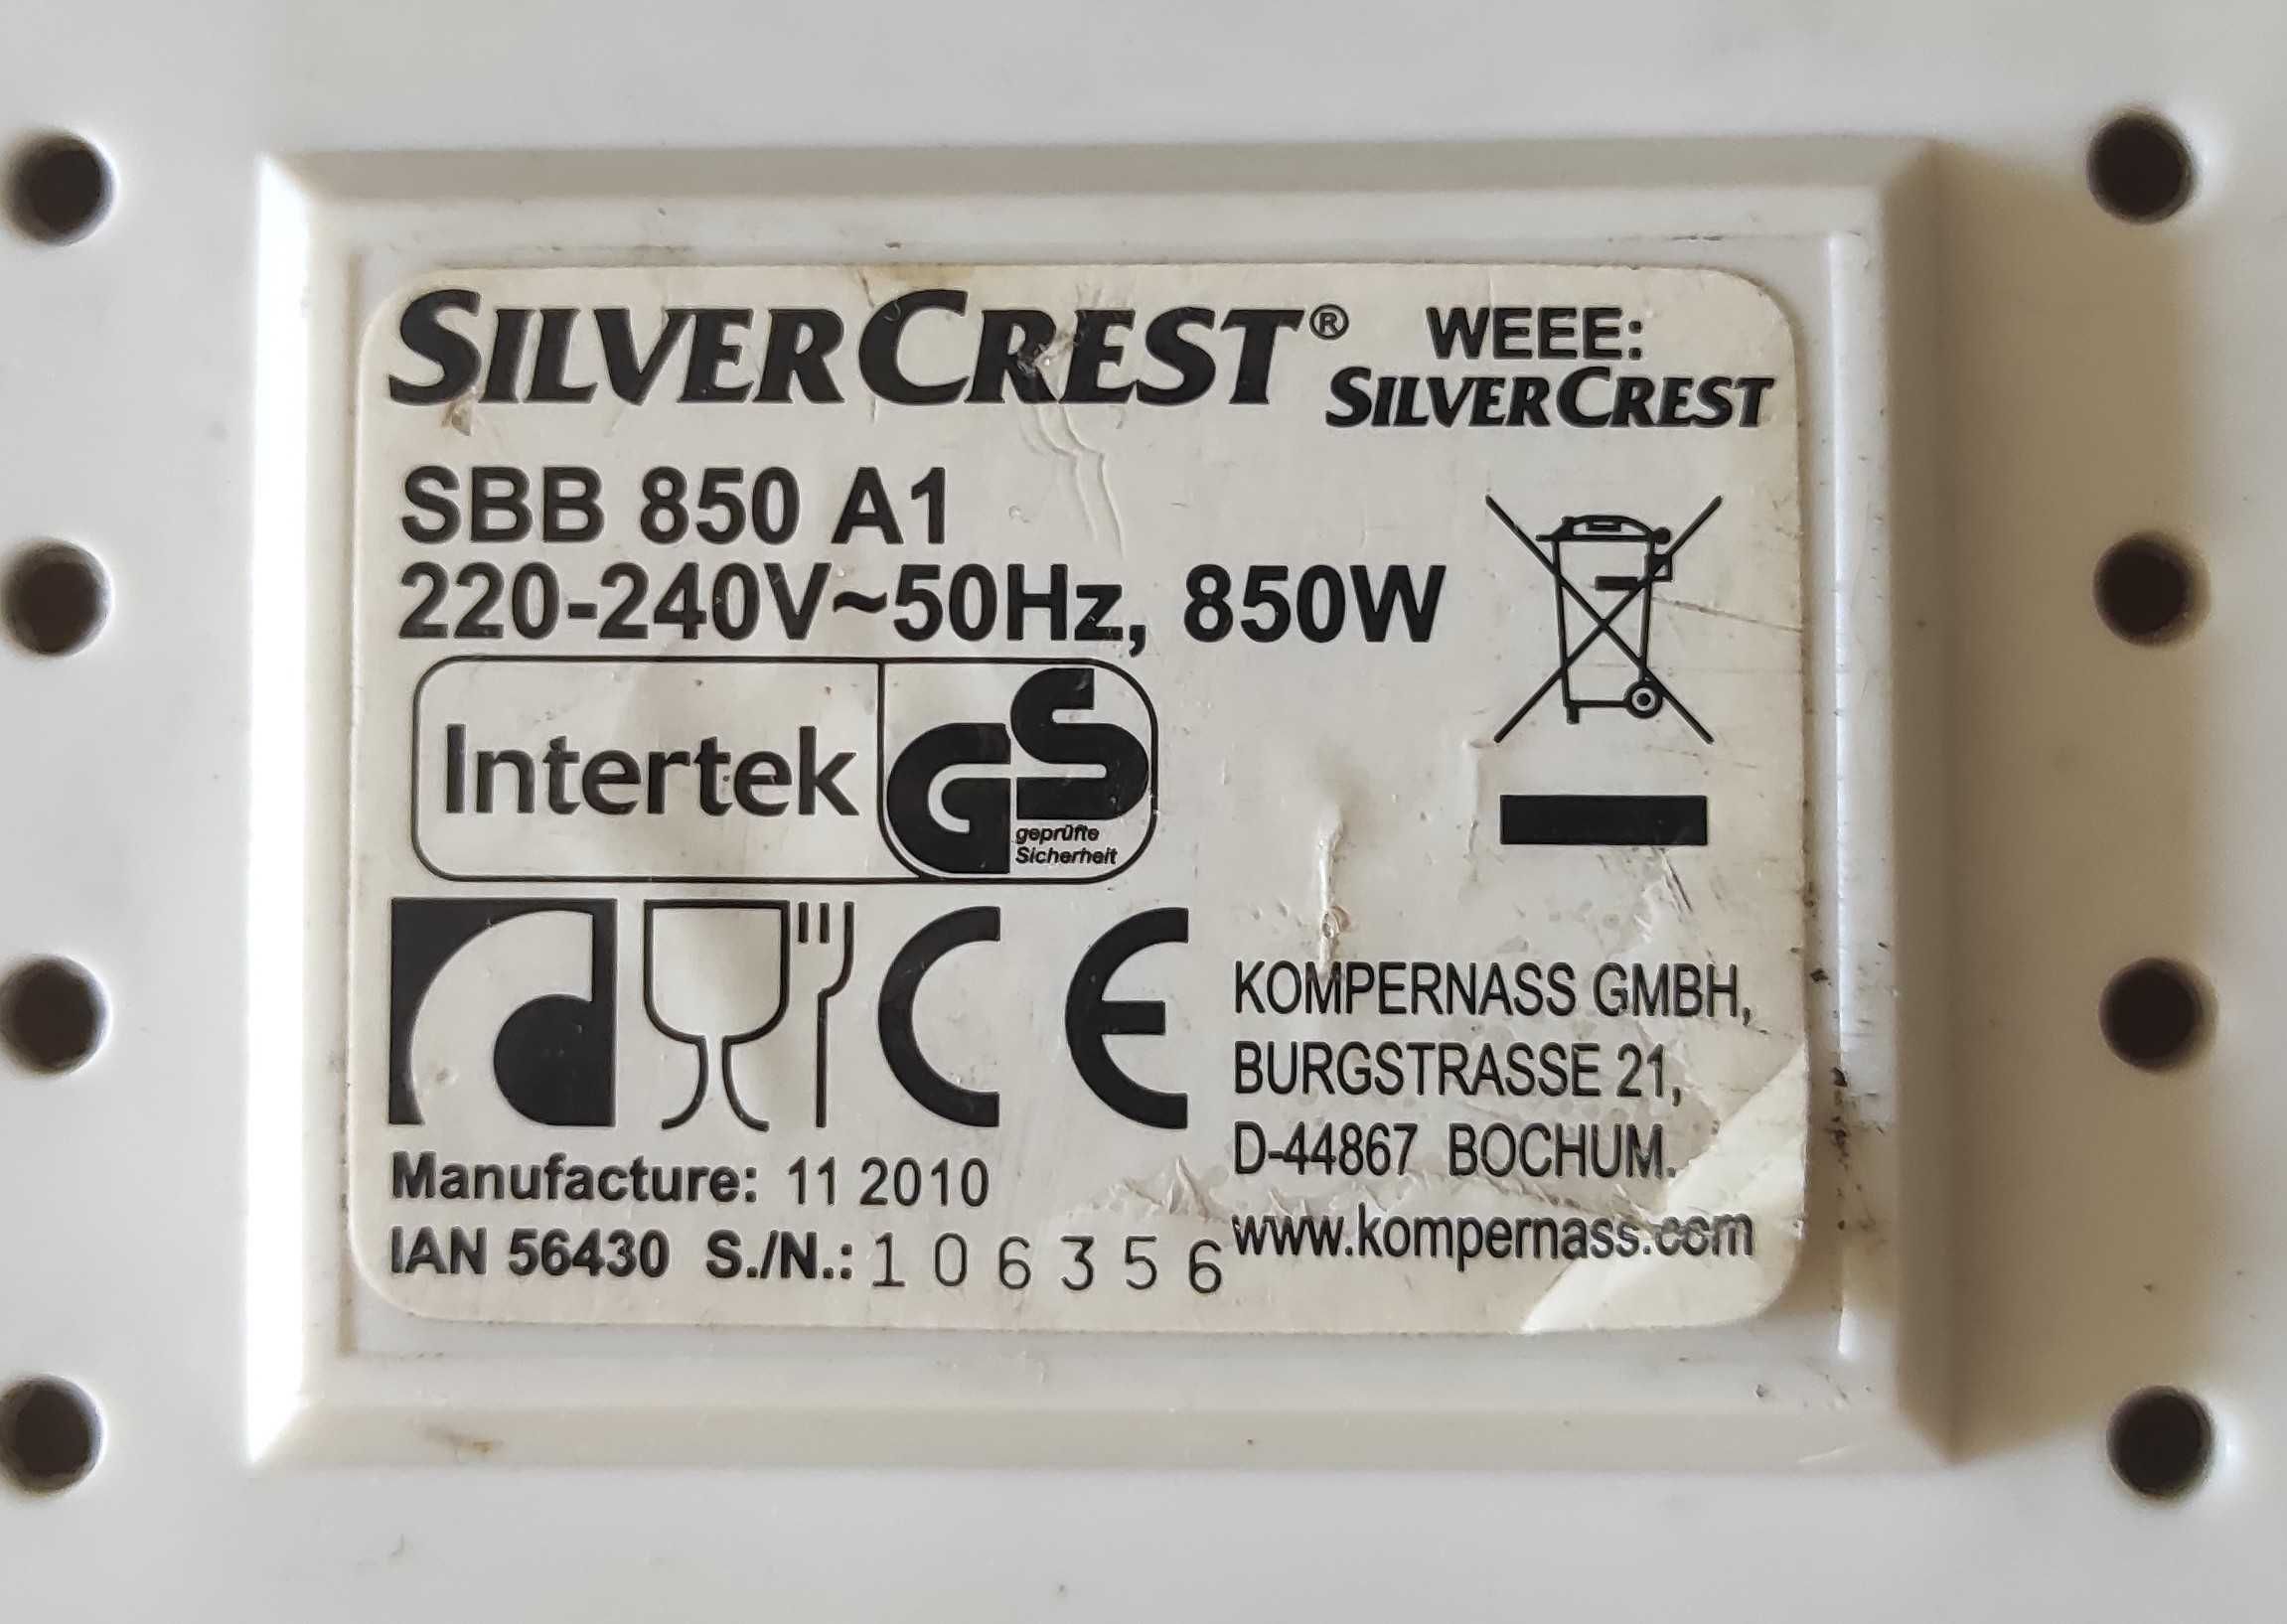 SILVERCREST® WEEE:
SILVERCREST
SBB 850 A1
220-240V~50Hz, 850W
Intertek GS
geprüfte
Sicherheit
CE
KOMPERNASS GMBH,
BURGSTRASSE 21,
D-44867 BOCHUM.
www.kompernass.com
Manufacture: 11 2010
IAN 56430 S./N.: 106356